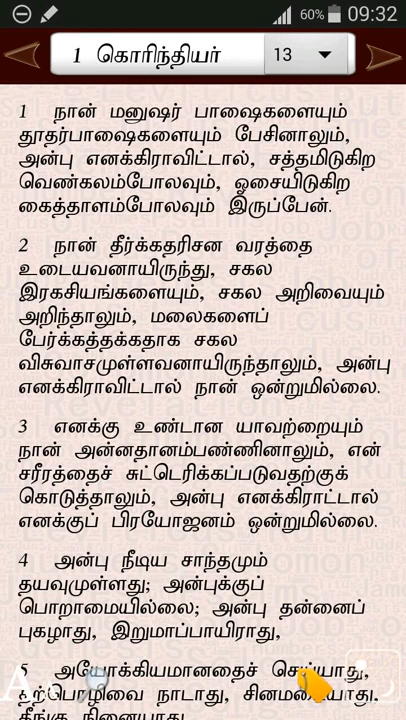 60% 09:32
1 கொரிந்தியர் 13
1 நான் மனுஷர் பாஷைகளையும்
தூதர்பாஷைகளையும் பேசினாலும்,
அன்பு எனக்கிராவிட்டால், சத்தமிடுகிற
வெண்கலம்போலவும், ஓசையிடுகிற
கைத்தாளம்போலவும் இருப்பேன்.
2 நான் தீர்க்கதரிசன வரத்தை
உடையவனாயிருந்து, சகல
இரகசியங்களையும், சகல அறிவையும்
அறிந்தாலும், மலைகளைப்
பேர்க்கத்தக்கதாக சகல
விசுவாசமுள்ளவனாயிருந்தாலும், அன்பு
எனக்கிராவிட்டால் நான் ஒன்றுமில்லை.
3 எனக்கு உண்டான யாவற்றையும்
நான் அன்னதானம்பண்ணினாலும், என்
சரீரத்தைச் சுட்டெரிக்கப்படுவதற்குக்
கொடுத்தாலும், அன்பு எனக்கிராட்டால்
எனக்குப் பிரயோஜனம் ஒன்றுமில்லை.
4 அன்பு நீடிய சாந்தமும்
தயவுமுள்ளது; அன்புக்குப்
பொறாமையில்லை; அன்பு தன்னைப்
புகழாது, இறுமாப்பாயிராது,
5 அயோக்கியமானதைச் செய்யாது,
தற்பொழிவை நாடாது, சினமடையாது,
தீங்கு நினையாது